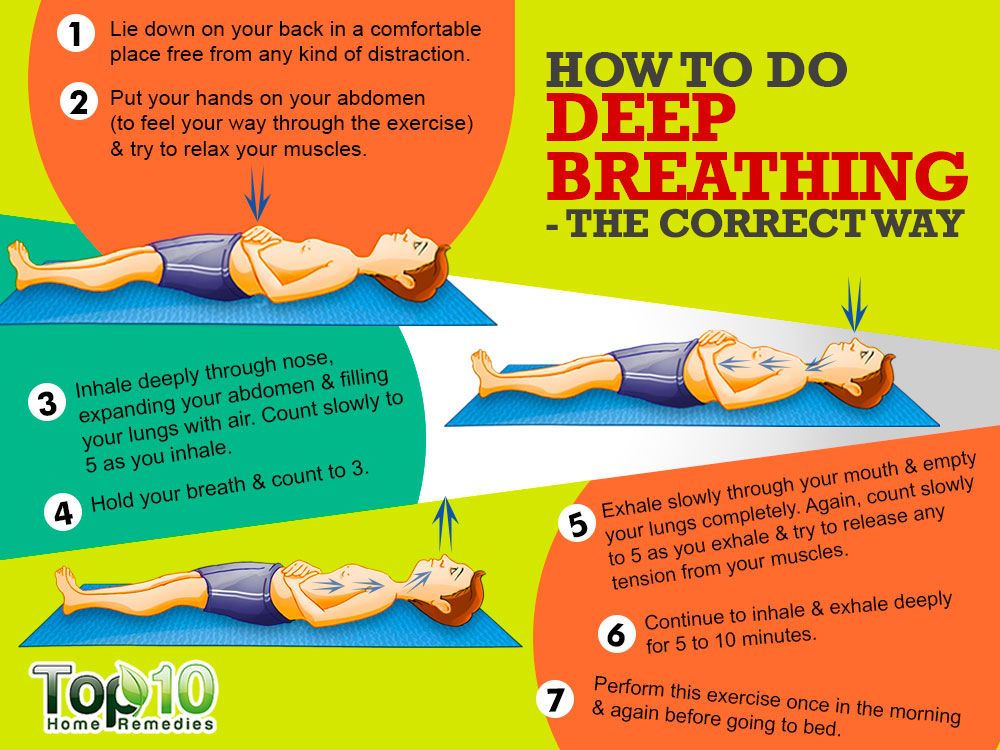 HOW TO DO
DEEP
BREATHING
- THE CORRECT WAY
1
Lie down on your back in a comfortable
place free from any kind of distraction.
2
Put your hands on your abdomen
(to feel your way through the exercise)
& try to relax your muscles.
3
Inhale deeply through nose,
expanding your abdomen & filling
your lungs with air. Count slowly to
5 as you inhale.
4
Hold your breath & count to 3.
5
Exhale slowly through your mouth & empty
your lungs completely. Again, count slowly
to 5 as you exhale & try to release any
tension from your muscles.
6
Continue to inhale & exhale deeply
for 5 to 10 minutes.
7
Perform this exercise once in the morning
& again before going to bed.
Top10
Home Remedies